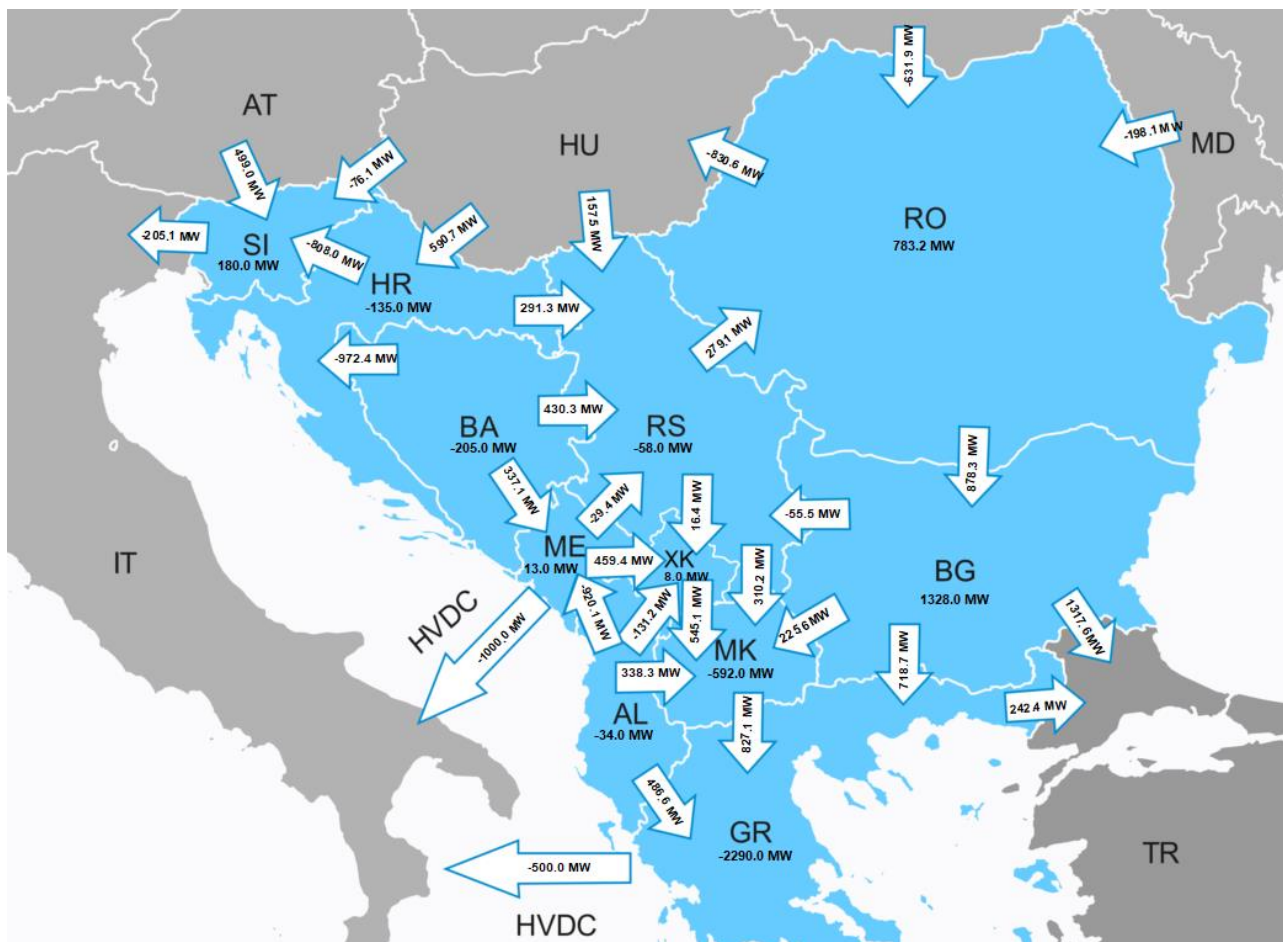 -631.9 MW
AT
HU
MD
-198.1 MW
499.0 MW
-76.1 MW
-830.6 MW
1575 MW
590.7 MW
RO
783.2 MW
-205.1 MW
SI
180.0 MW
-808.0 MW
HR
-135.0 MW
291.3 MW
279.1 MW
-972.4 MW
430.3 MW
BA
-205.0 MW
RS
-58.0 MW
878.3 MW
337.1 MW
-29.4 MW
16.4 MW
-55.5 MW
IT
ME
13.0 MW
459.4 MW
XK
8.0 MW
310.2 MW
BG
1328.0 MW
HVDC
-1000.0 MW
-920.1 MW
-131.2 MW
545.1 MW
225.6 MW
1317.6 MW
MK
-592.0 MW
338.3 MW
718.7 MW
242.4 MW
AL
-34.0 MW
827.1 MW
486.6 MW
GR
-2290.0 MW
TR
-500.0 MW
HVDC